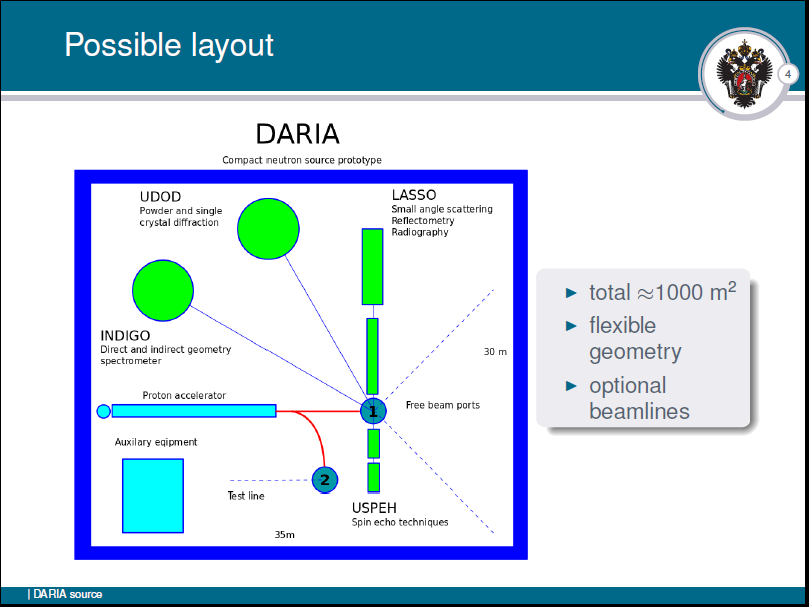 Possible layout
4
DARIA
Compact neutron source prototype
UDOD
Powder and single
crystal diffraction
LASSO
Small angle scattering
Reflectometry
Radiography
INDIGO
Direct and indirect geometry
spectrometer
30 m
Proton accelerator
1
Free beam ports
Auxilary eqipment
2
Test line
USPEH
Spin echo techniques
35m
► total ≈1000 m²
► flexible
geometry
► optional
beamlines
| DARIA source